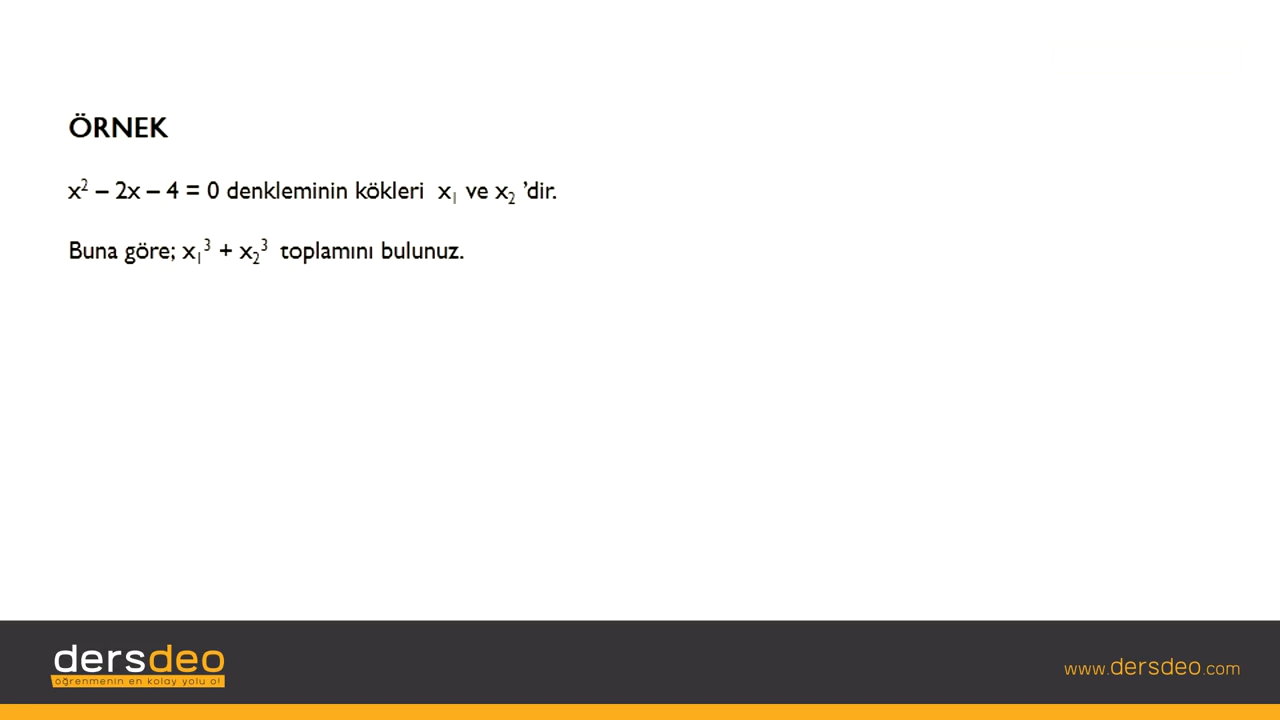 ÖRNEK
x² – 2x – 4 = 0 denkleminin kökleri x₁ ve x₂ ’dir.
Buna göre; x₁³ + x₂³ toplamını bulunuz.
dersdeo
öğrenmenin en kolay yolu o!
www.dersdeo.com